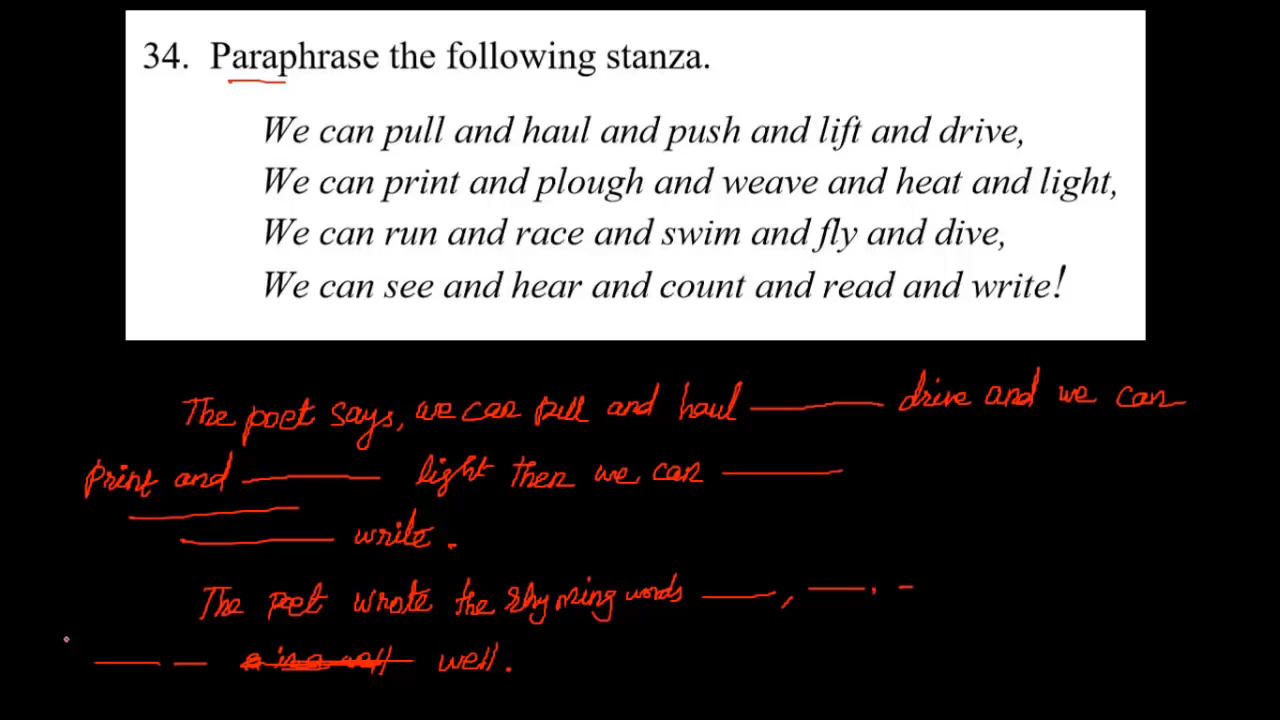 34. Paraphrase the following stanza.
We can pull and haul and push and lift and drive,
We can print and plough and weave and heat and light,
We can run and race and swim and fly and dive,
We can see and hear and count and read and write!
The poet says, we can pull and haul ——— drive and we can
print and ——— light then we can ———
——— write.
The poet wrote the rhyming words ——, ——, -
—— — well.